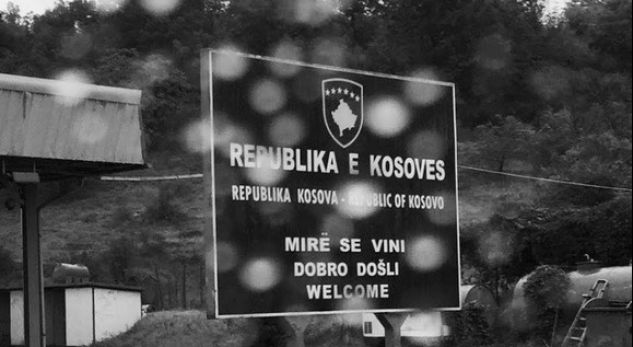 REPUBLIKA E KOSOVES
REPUBLIKA KOSOVA - REPUBLIC OF KOSOVO
MIRË SE VINI
DOBRO DOŠLI
WELCOME